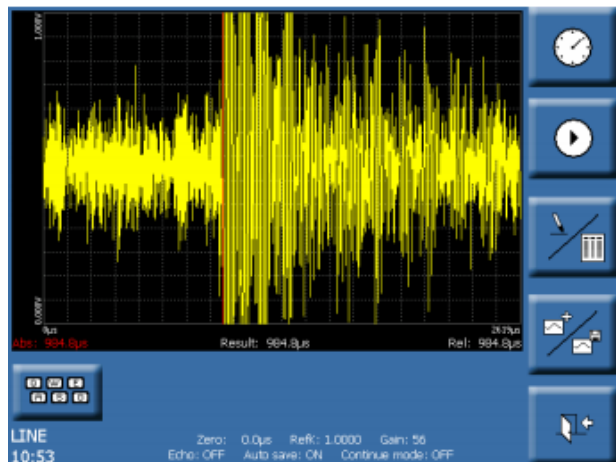 1.000V
0.000V
0µs 2619µs
Abs: 984.8µs Result: 984.8µs Rel: 984.8µs
Q W E
A S D
LINE Zero: 0.0µs RefK: 1.0000 Gain: 56
10:53 Echo: OFF Auto save: ON Continue mode: OFF